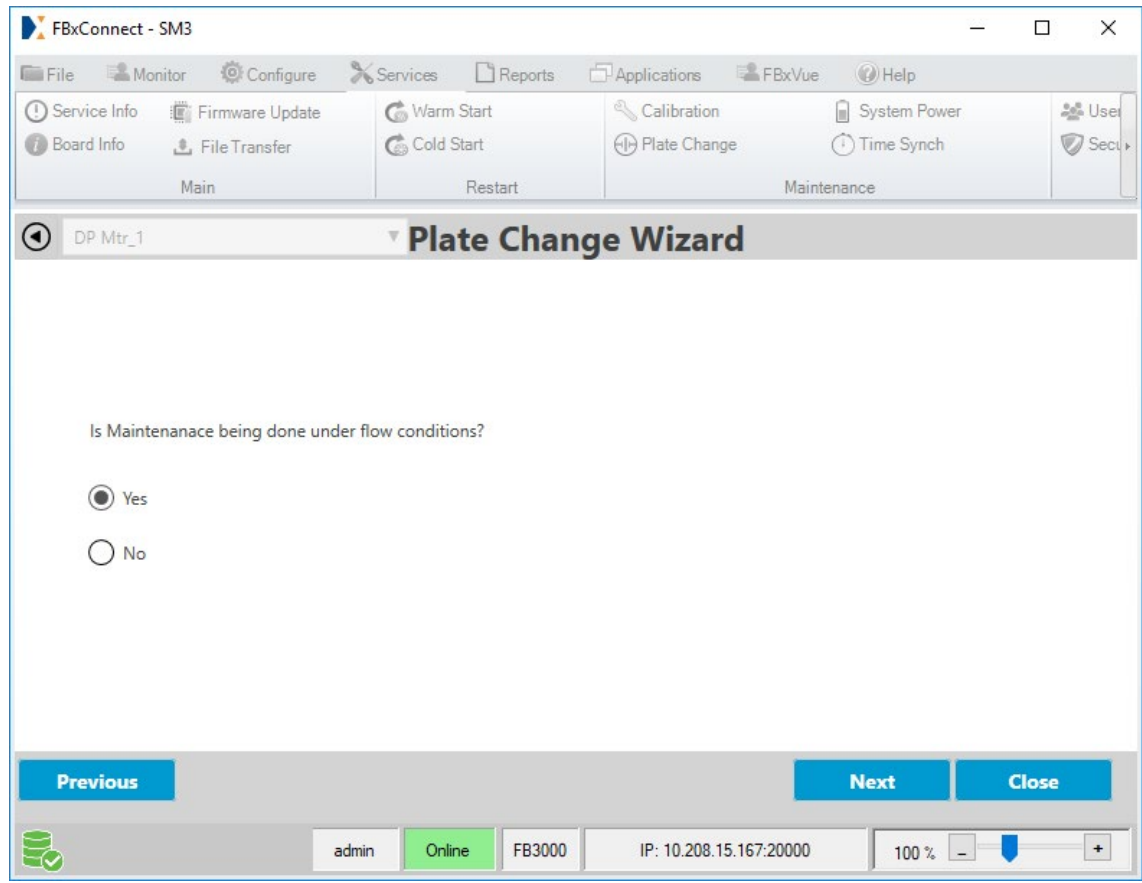 FBxConnect - SM3
File Monitor Configure Services Reports Applications FBxVue Help
Service Info Firmware Update Warm Start Calibration System Power User
Board Info File Transfer Cold Start Plate Change Time Synch Secu
Main Restart Maintenance
DP Mtr_1 Plate Change Wizard
Is Maintenanace being done under flow conditions?
Yes
No
Previous Next Close
admin Online FB3000 IP: 10.208.15.167:20000 100 % - +